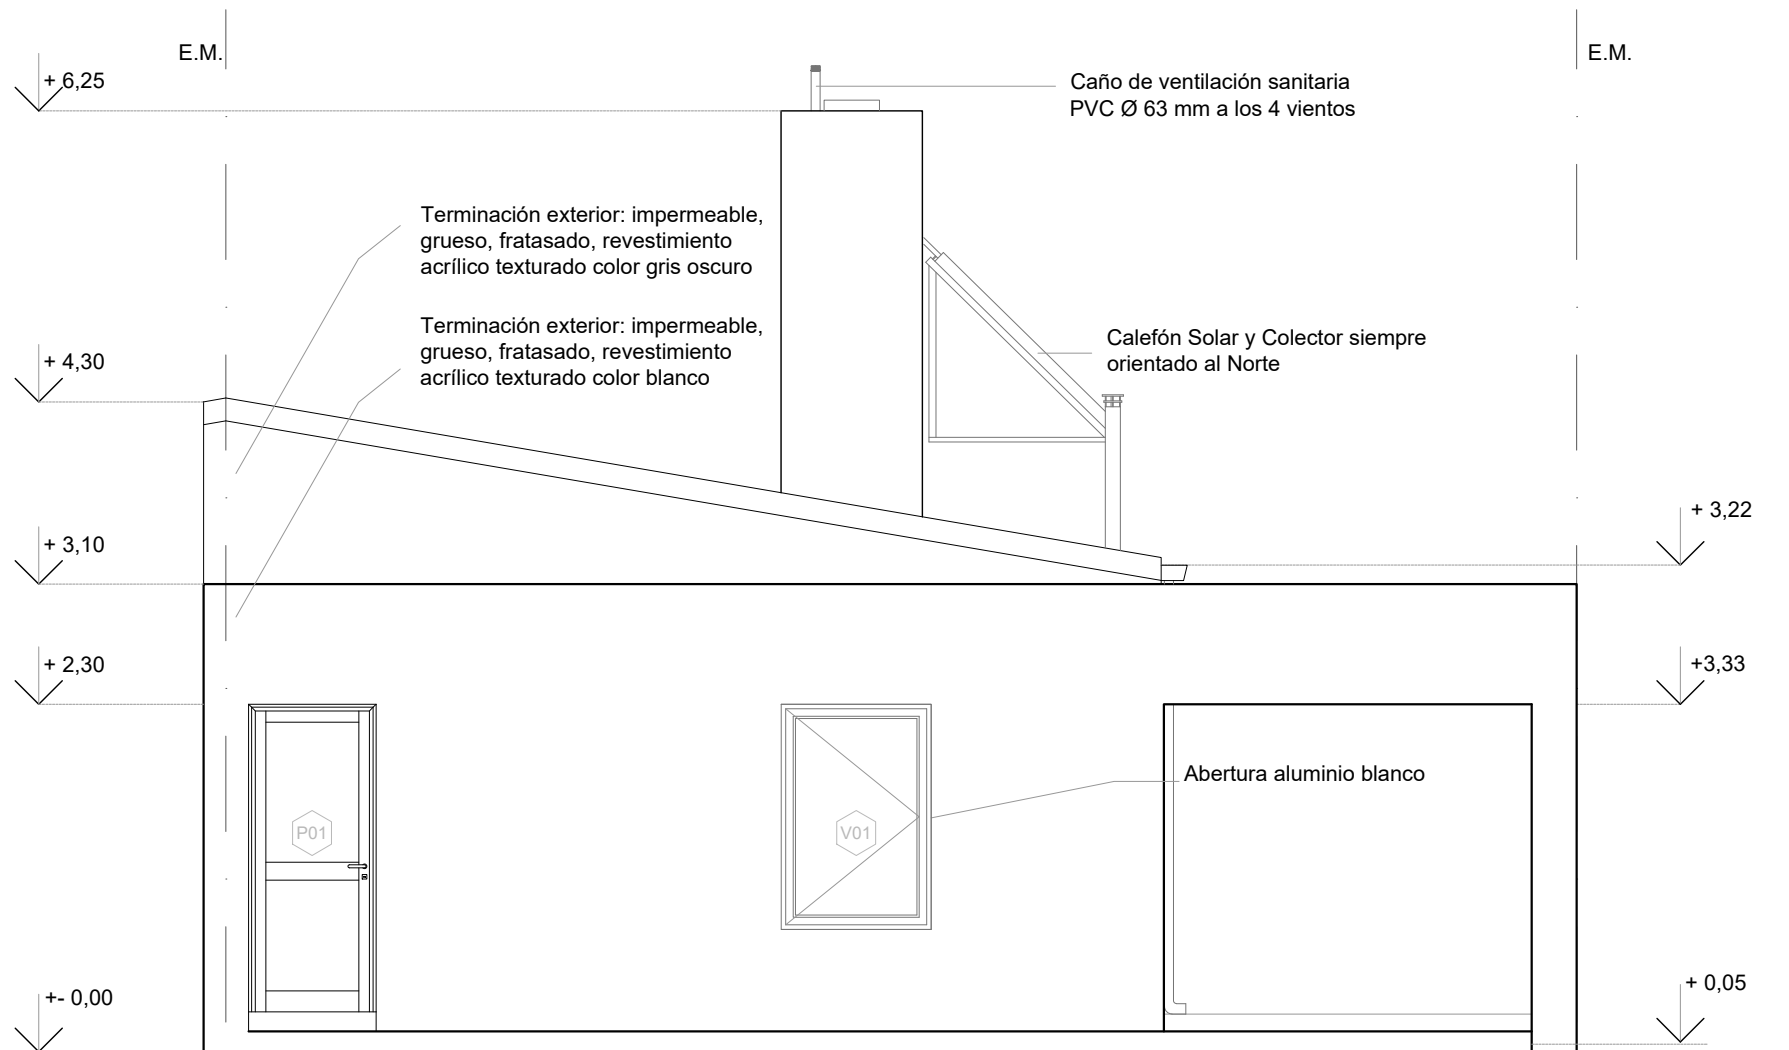 E.M.
E.M.
+ 6,25
Caño de ventilación sanitaria
PVC Ø 63 mm a los 4 vientos
Terminación exterior: impermeable,
grueso, fratasado, revestimiento
acrílico texturado color gris oscuro
Terminación exterior: impermeable,
grueso, fratasado, revestimiento
acrílico texturado color blanco
Calefón Solar y Colector siempre
orientado al Norte
+ 4,30
+ 3,22
+ 3,10
+ 2,30
+3,33
Abertura aluminio blanco
P01
V01
+- 0,00
+ 0,05